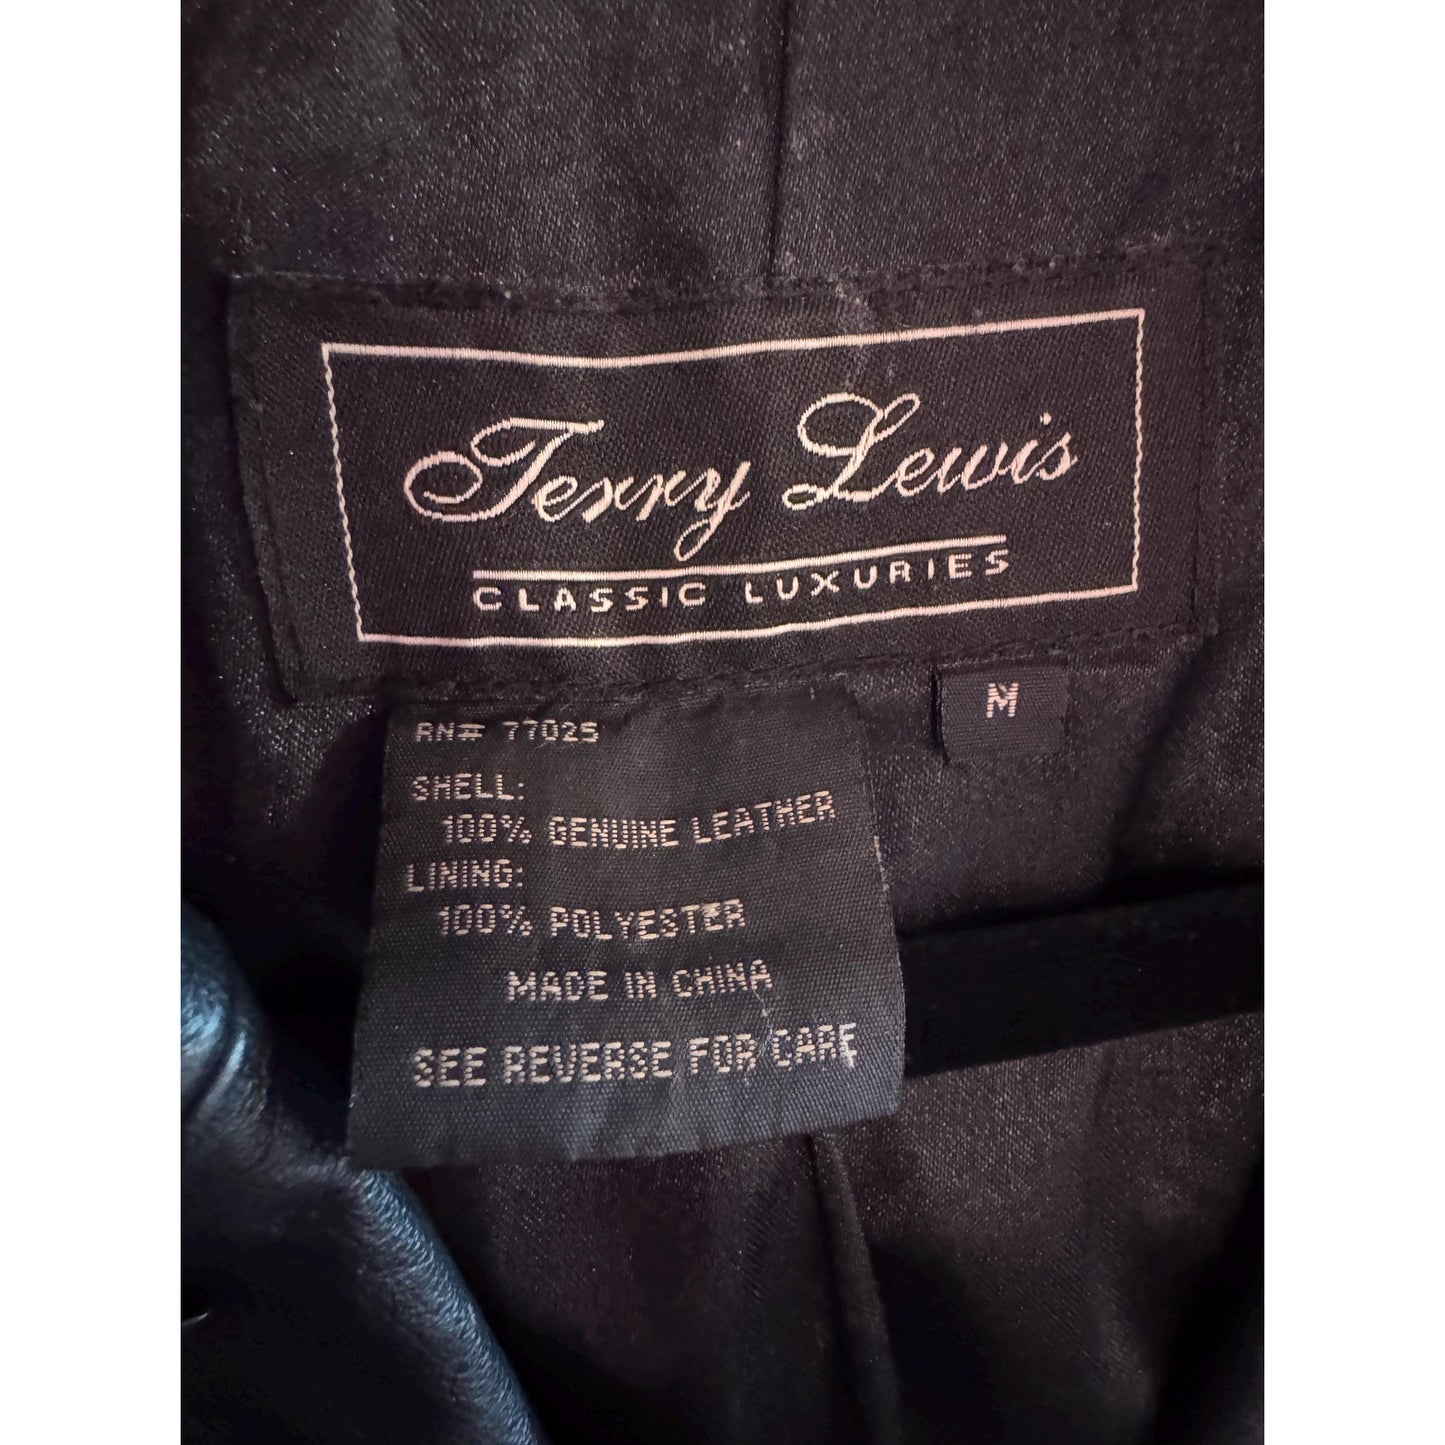 Terry Lewis
CLASSIC LUXURIES
M
RN# 77025
SHELL:
100% GENUINE LEATHER
LINING:
100% POLYESTER
MADE IN CHINA
SEE REVERSE FOR CARE